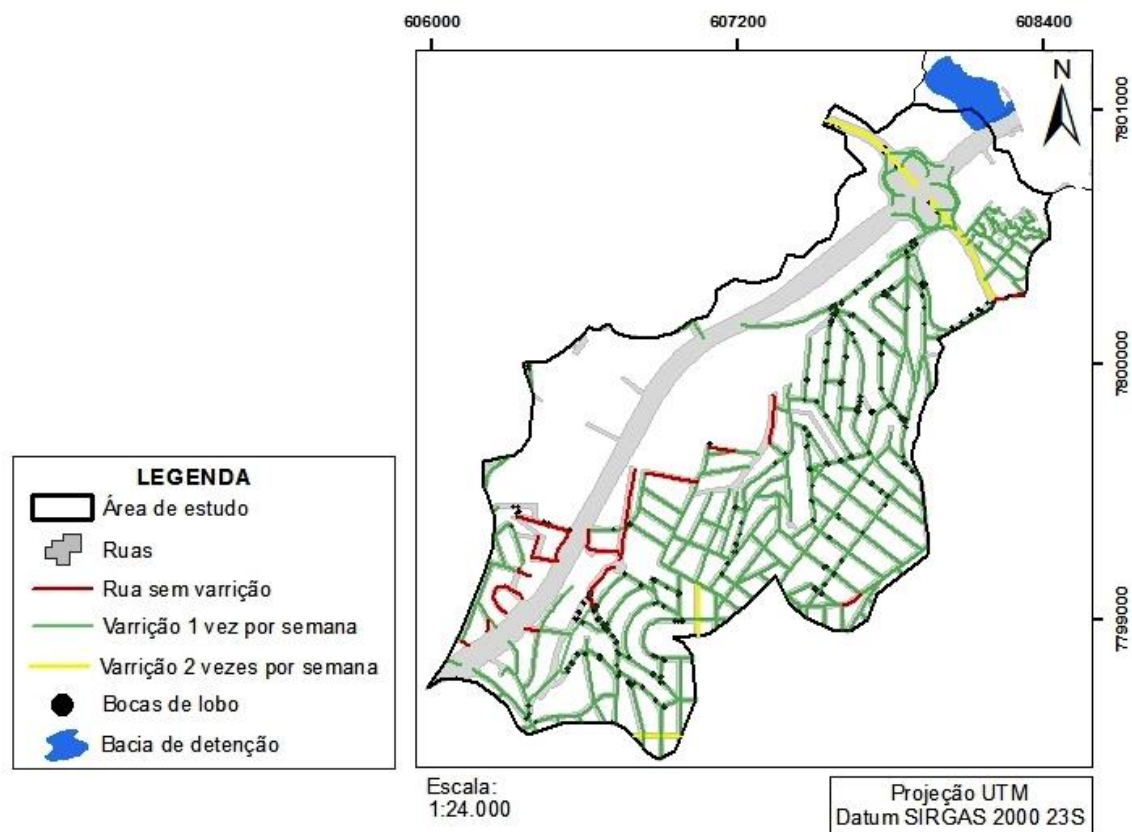 606000 607200 608400
N
7801000
7800000
7799000
LEGENDA
Área de estudo
Ruas
Rua sem varrição
Varrição 1 vez por semana
Varrição 2 vezes por semana
Bocas de lobo
Bacia de detenção
Escala:
1:24.000
Projeção UTM
Datum SIRGAS 2000 23S